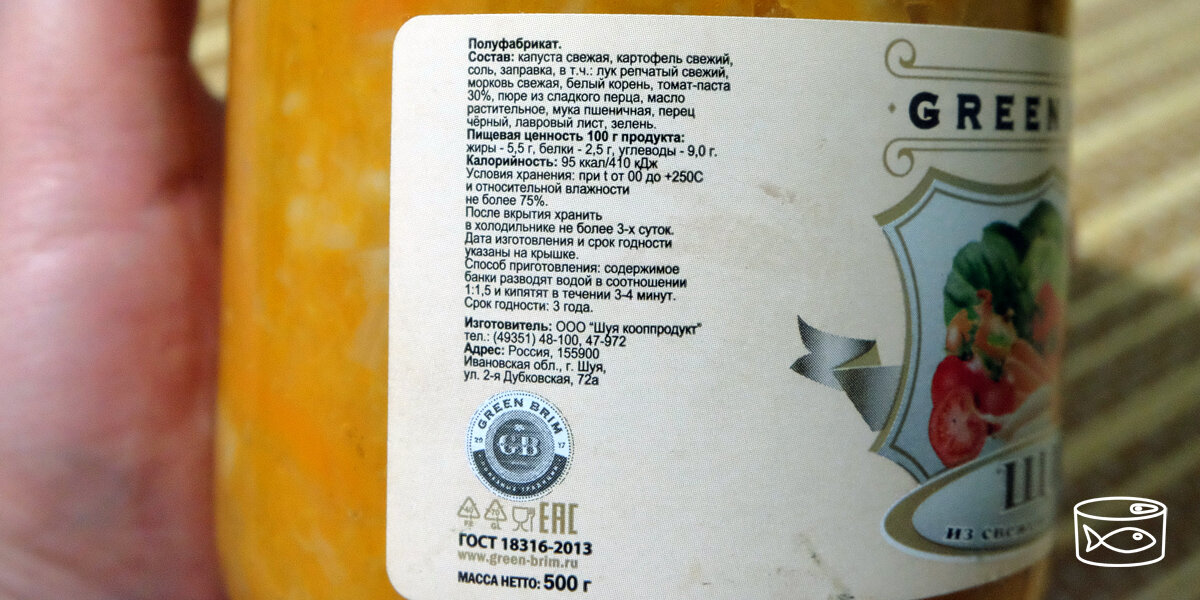 Полуфабрикат.
Состав: капуста свежая, картофель свежий,
соль, заправка, в т.ч.: лук репчатый свежий,
морковь свежая, белый корень, томат-паста
30%, пюре из сладкого перца, масло
растительное, мука пшеничная, перец
чёрный, лавровый лист, зелень.
Пищевая ценность 100 г продукта:
жиры - 5,5 г, белки - 2,5 г, углеводы - 9,0 г.
Калорийность: 95 ккал/410 кДж
Условия хранения: при t от 00 до +250С
и относительной влажности
не более 75%.
После вкрытия хранить
в холодильнике не более 3-х суток.
Дата изготовления и срок годности
указаны на крышке.
Способ приготовления: содержимое
банки разводят водой в соотношении
1:1,5 и кипятят в течении 3-4 минут.
Срок годности: 3 года.
Изготовитель: ООО "Шуя кооппродукт"
тел.: (49351) 48-100, 47-972
Адрес: Россия, 155900
Ивановская обл., г. Шуя,
ул. 2-я Дубковская, 72а
GREEN BRIM
20 GB 17
EAC
ГОСТ 18316-2013
www.green-brim.ru
МАССА НЕТТО: 500 г
GREEN
из